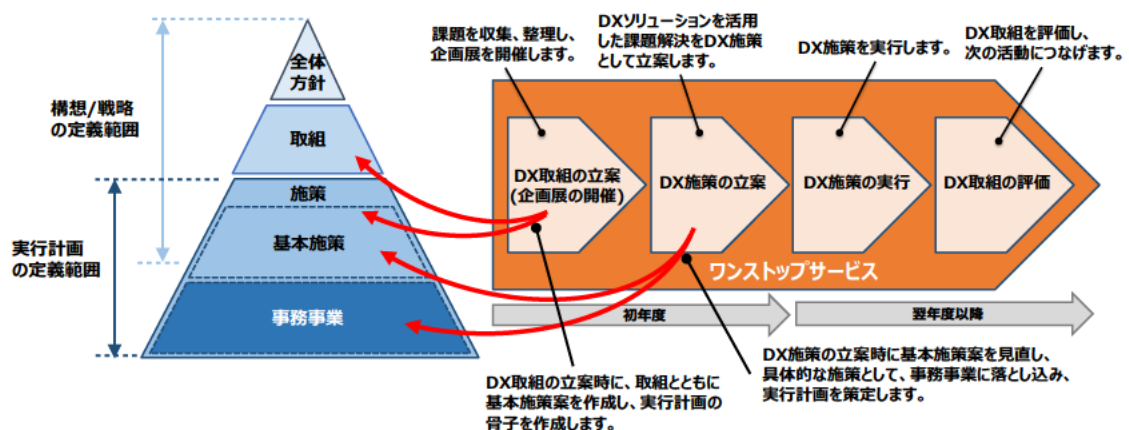 全体
方針
取組
施策
基本施策
事務事業
構想/戦略
の定義範囲
実行計画
の定義範囲
課題を収集、整理し、
企画展を開催します。
DXソリューションを活用
した課題解決をDX施策
として立案します。
DX施策を実行します。
DX取組を評価し、
次の活動につなげます。
DX取組の立案
(企画展の開催)
DX施策の立案
DX施策の実行
DX取組の評価
ワンストップサービス
初年度
翌年度以降
DX取組の立案時に、取組とともに
基本施策案を作成し、実行計画の
骨子を作成します。
DX施策の立案時に基本施策案を見直し、
具体的な施策として、事務事業に落とし込み、
実行計画を策定します。